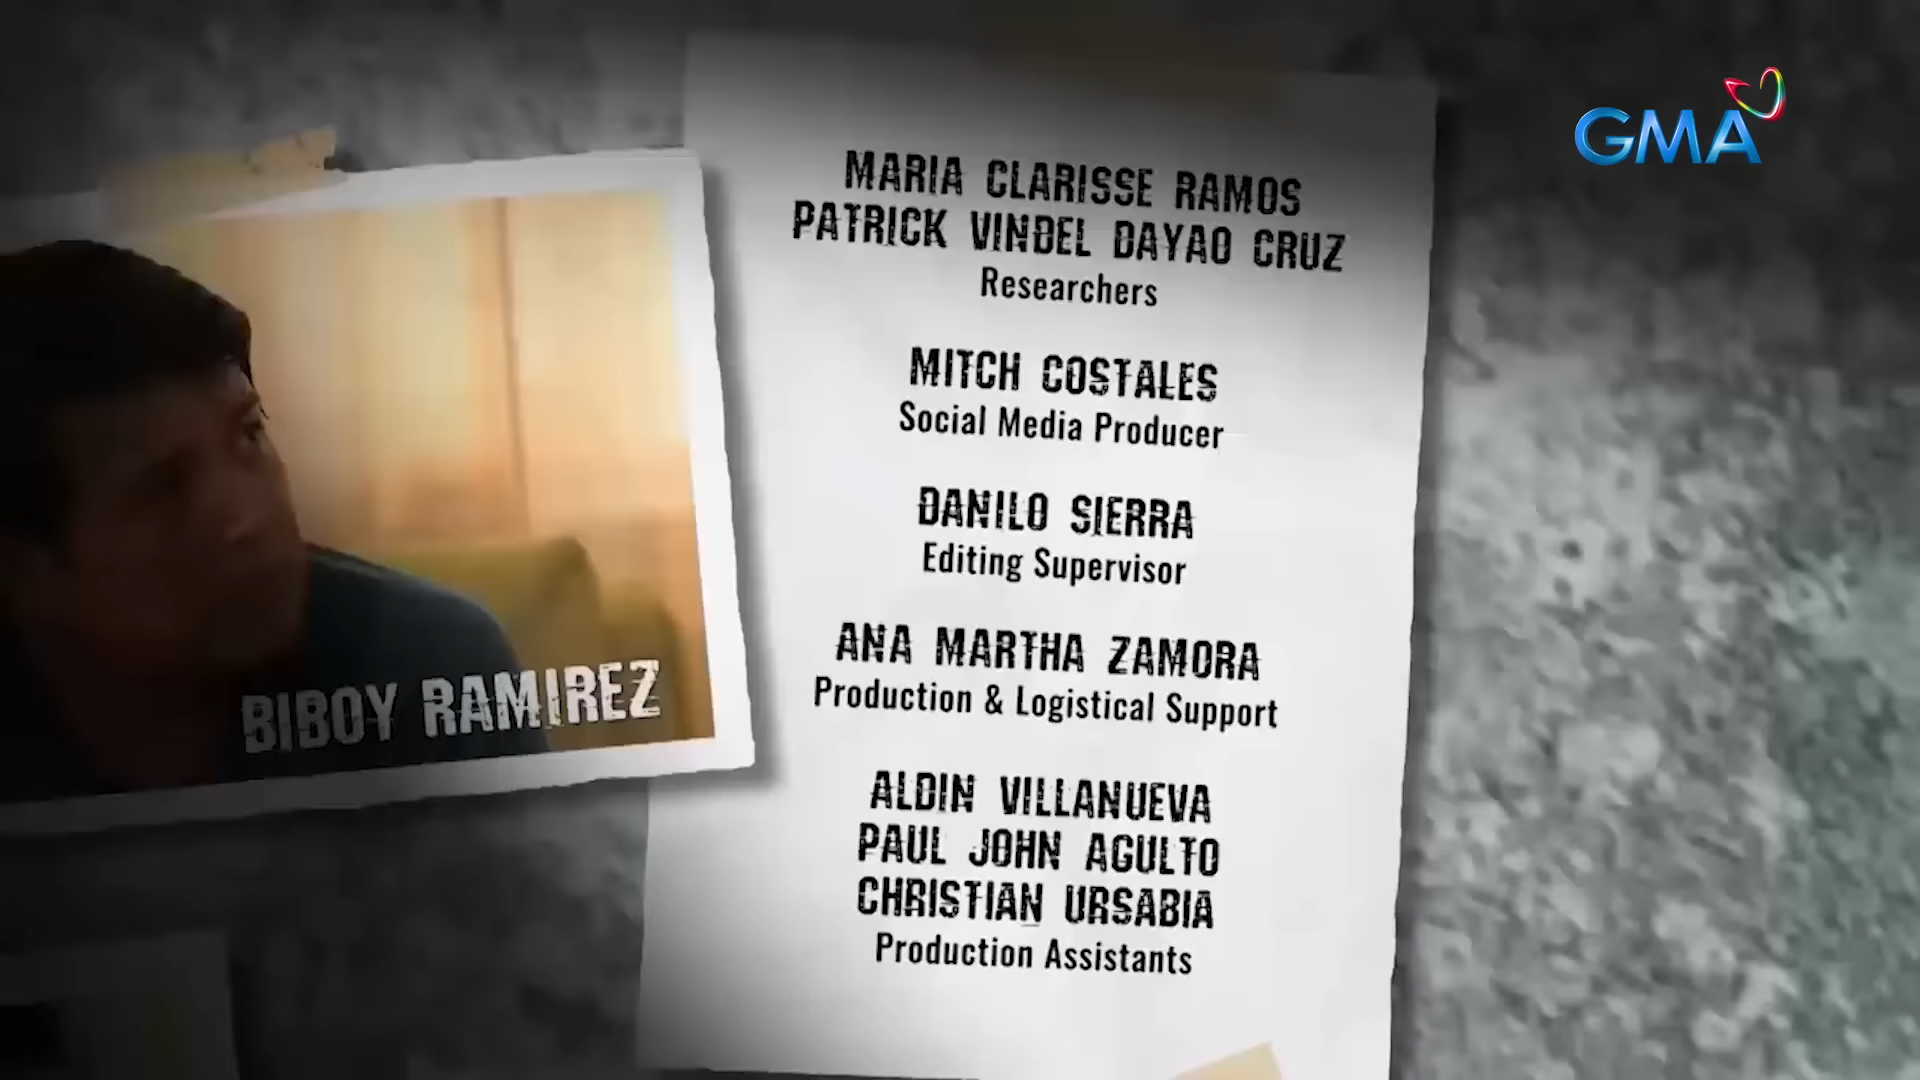 GMA
MARIA CLARISSE RAMOS
PATRICK VINDEL DAYAO CRUZ
Researchers
MITCH COSTALES
Social Media Producer
DANILO SIERRA
Editing Supervisor
ANA MARTHA ZAMORA
Production & Logistical Support
ALDIN VILLANUEVA
PAUL JOHN AGULTO
CHRISTIAN URSABIA
Production Assistants
BIBOY RAMIREZ